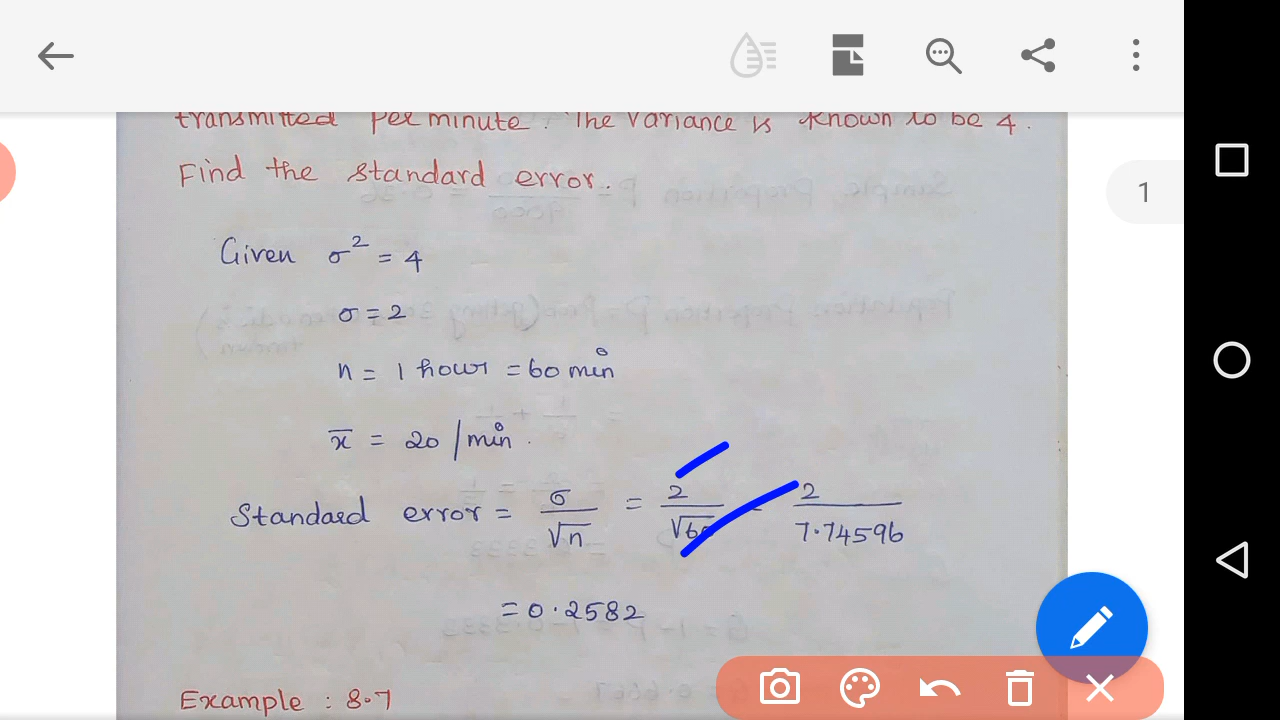 1
transmitted per minute. The variance is known to be 4.
Find the standard error.
Given σ² = 4
σ = 2
n = 1 hour = 60 min
x̄ = 20 / min.
Standard error = σ/√n = 2/√60 = 2/7.74596
= 0.2582
Example : 8.7